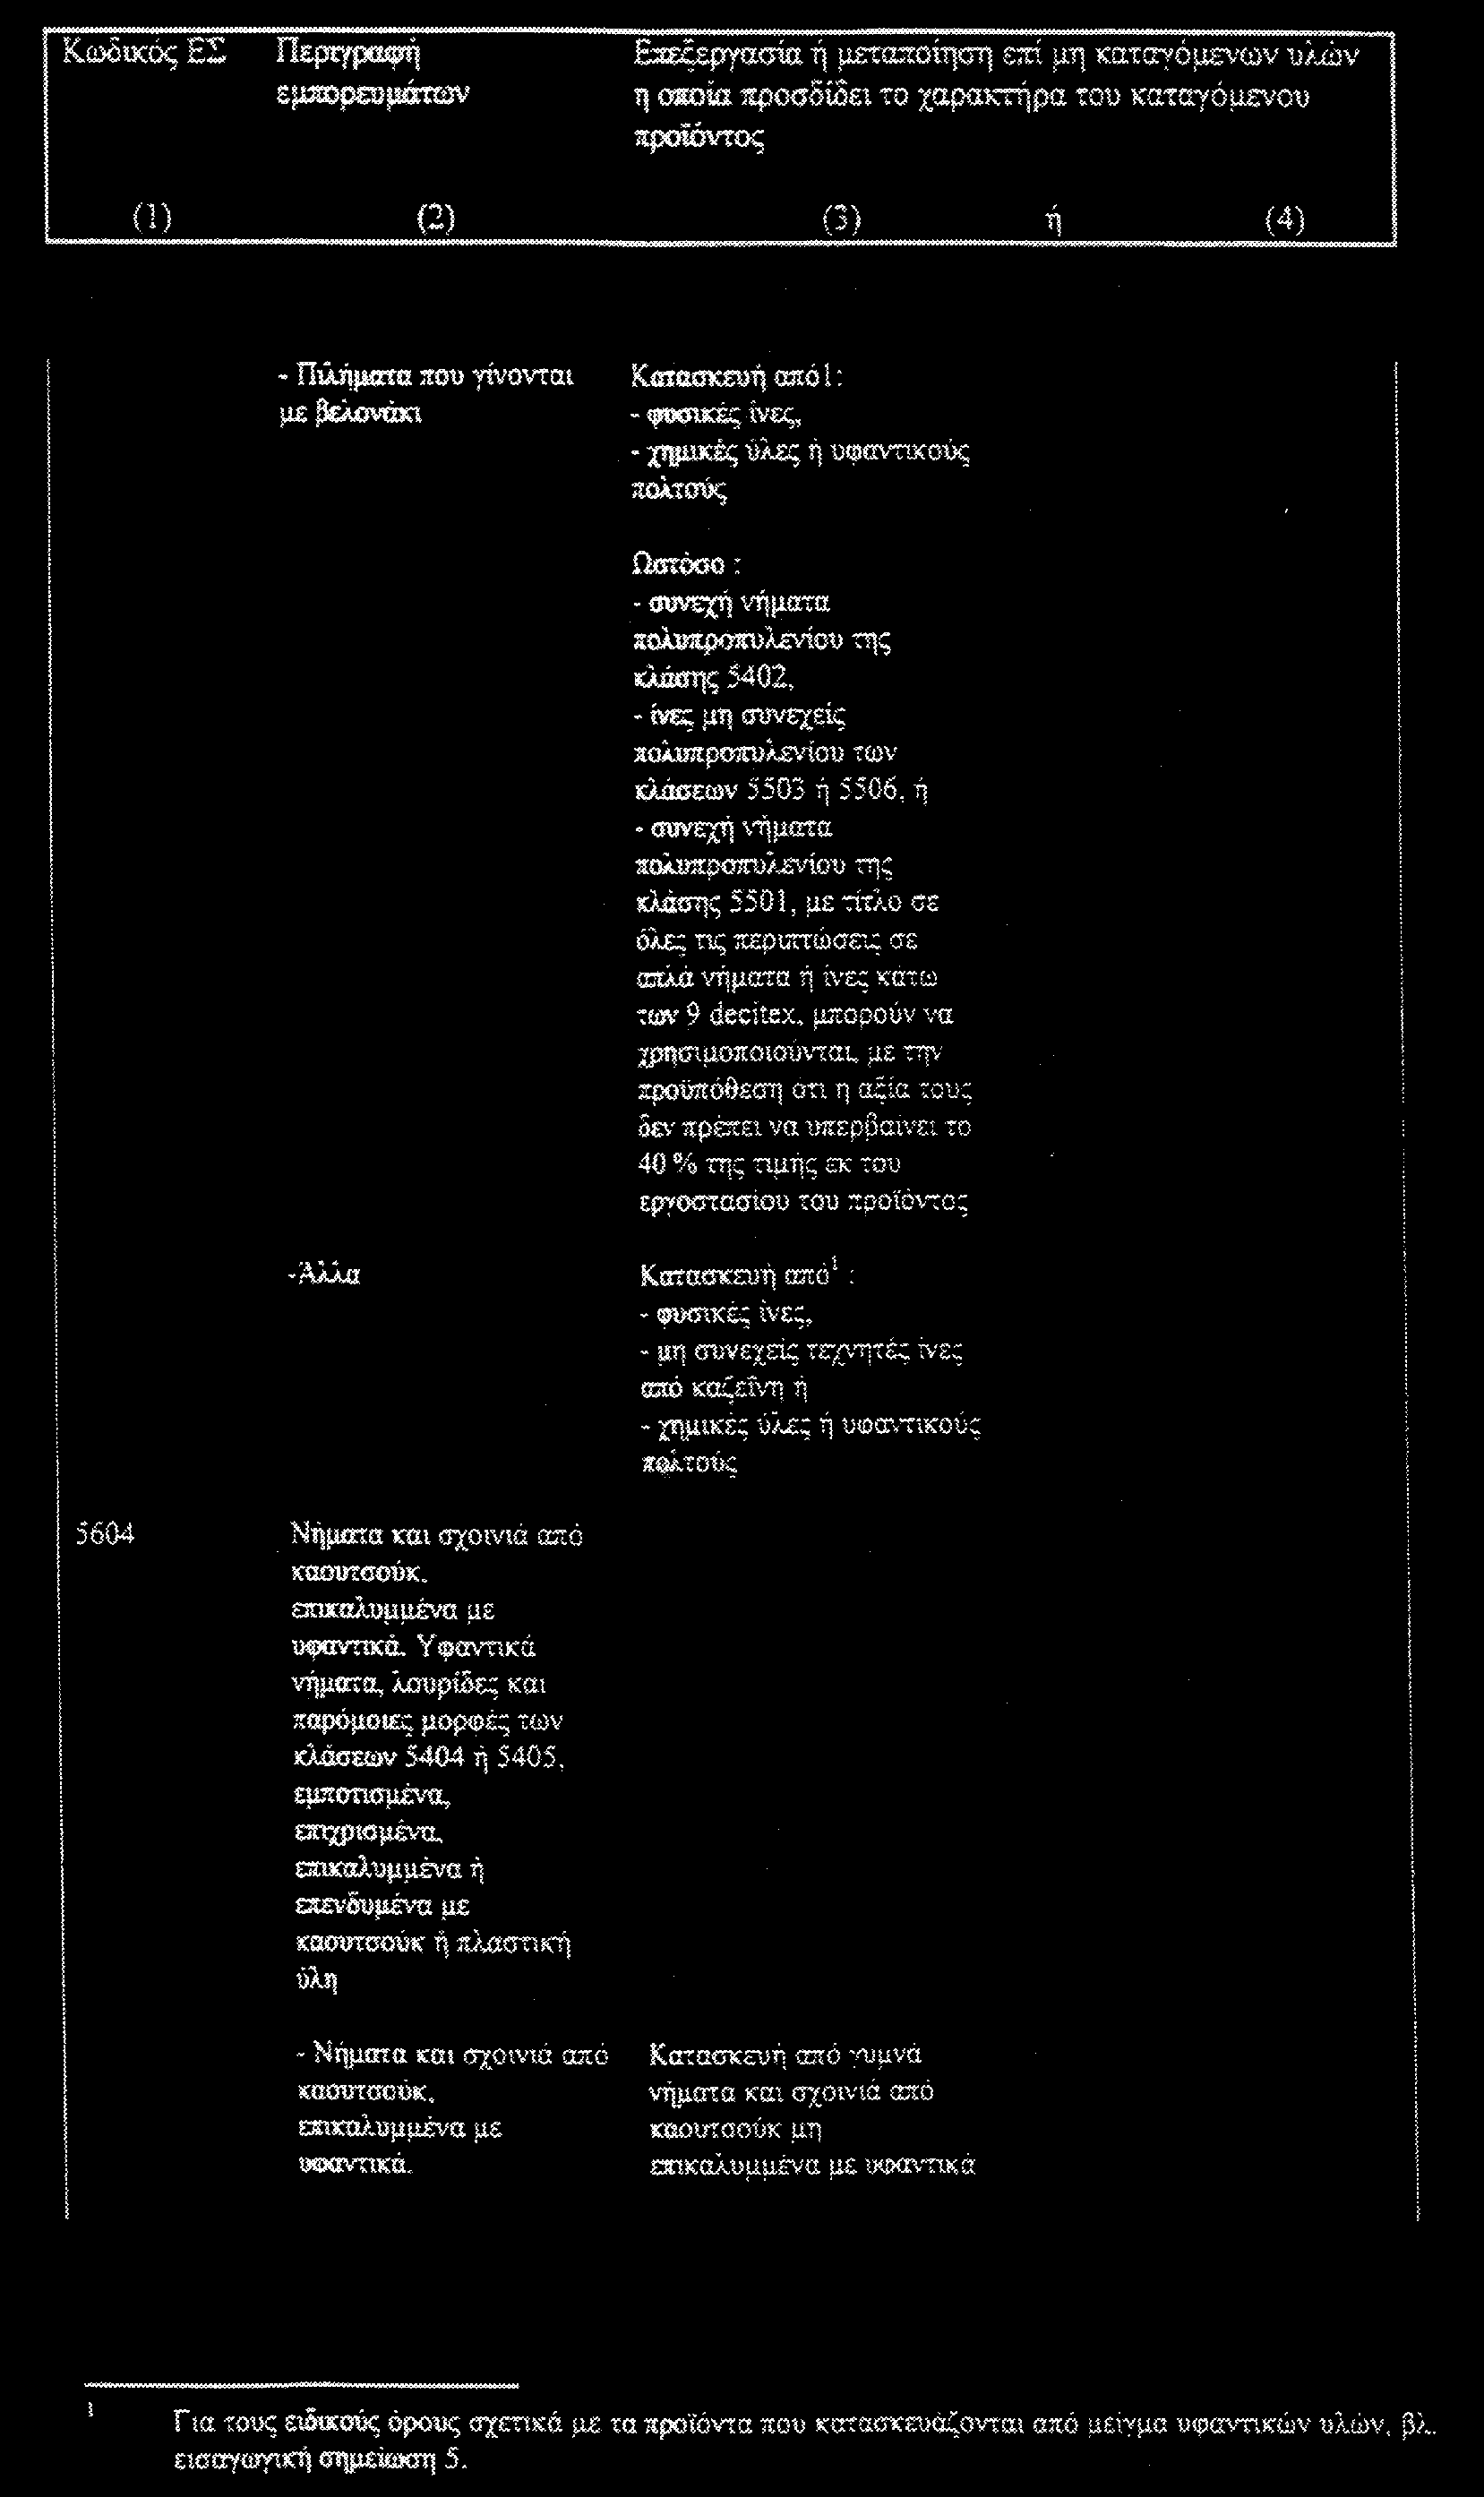 Κωδικός ΕΣ Περιγραφή Επεξεργασία ή μεταποίηση επί μη καταγόμενων υλών
εμπορευμάτων η οποία προσδίδει το χαρακτήρα του καταγόμενου
προϊόντος
(1) (2) (3) ή (4)
- Πιλήματα που γίνονται
με βελονάκι
Κατασκευή από1:
- φυσικές ίνες,
- χημικές ύλες ή υφαντικούς
πολτούς
Ωστόσο :
- συνεχή νήματα
πολυπροπυλενίου της
κλάσης 5402,
- ίνες μη συνεχείς
πολυπροπυλενίου των
κλάσεων 5503 ή 5506, ή
- συνεχή νήματα
πολυπροπυλενίου της
κλάσης 5501, με τίτλο σε
όλες τις περιπτώσεις σε
απλά νήματα ή ίνες κάτω
των 9 decitex, μπορούν να
χρησιμοποιούνται, με την
προϋπόθεση ότι η αξία τους
δεν πρέπει να υπερβαίνει το
40 % της τιμής εκ του
εργοστασίου του προϊόντος
-Άλλα
Κατασκευή από¹ :
- φυσικές ίνες,
- μη συνεχείς τεχνητές ίνες
από καζεΐνη ή
- χημικές ύλες ή υφαντικούς
πολτούς
5604 Νήματα και σχοινιά από
καουτσούκ,
επικαλυμμένα με
υφαντικά. Υφαντικά
νήματα, λουρίδες και
παρόμοιες μορφές των
κλάσεων 5404 ή 5405,
εμποτισμένα,
επιχρισμένα,
επικαλυμμένα ή
επενδυμένα με
καουτσούκ ή πλαστική
ύλη
- Νήματα και σχοινιά από
καουτσούκ,
επικαλυμμένα με
υφαντικά.
Κατασκευή από γυμνά
νήματα και σχοινιά από
καουτσούκ μη
επικαλυμμένα με υφαντικά
1 Για τους ειδικούς όρους σχετικά με τα προϊόντα που κατασκευάζονται από μείγμα υφαντικών υλών, βλ.
εισαγωγική σημείωση 5.